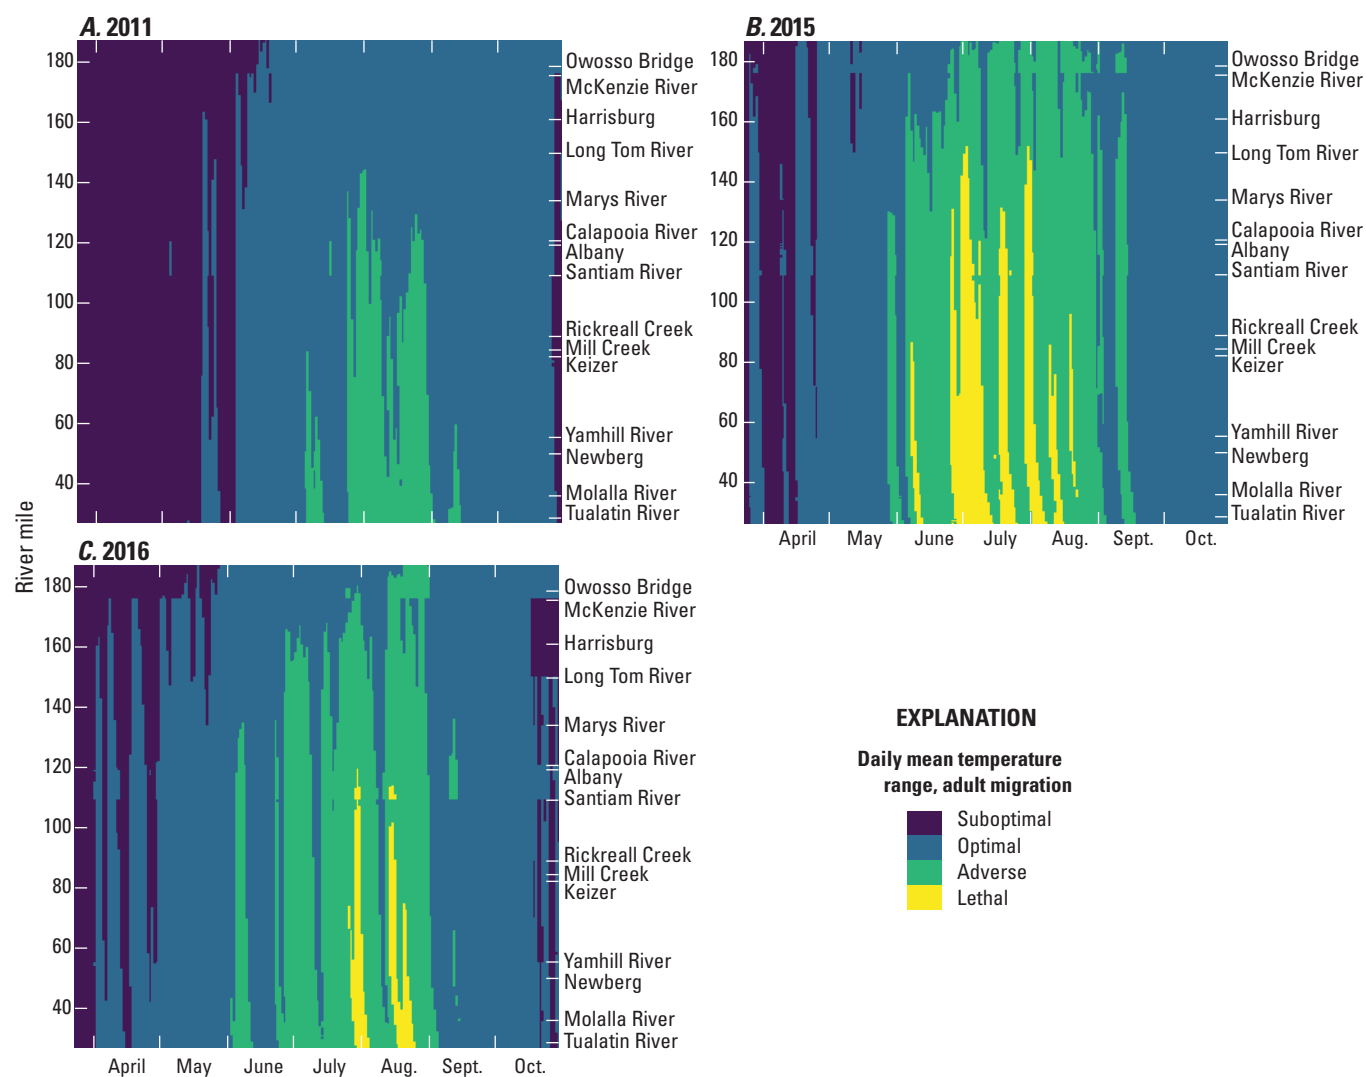 A. 2011
180
160
140
120
100
80
60
40
Owosso Bridge
McKenzie River
Harrisburg
Long Tom River
Marys River
Calapooia River
Albany
Santiam River
Rickreall Creek
Mill Creek
Keizer
Yamhill River
Newberg
Molalla River
Tualatin River
B. 2015
180
160
140
120
100
80
60
40
Owosso Bridge
McKenzie River
Harrisburg
Long Tom River
Marys River
Calapooia River
Albany
Santiam River
Rickreall Creek
Mill Creek
Keizer
Yamhill River
Newberg
Molalla River
Tualatin River
April May June July Aug. Sept. Oct.
River mile
C. 2016
180
160
140
120
100
80
60
40
Owosso Bridge
McKenzie River
Harrisburg
Long Tom River
Marys River
Calapooia River
Albany
Santiam River
Rickreall Creek
Mill Creek
Keizer
Yamhill River
Newberg
Molalla River
Tualatin River
April May June July Aug. Sept. Oct.
EXPLANATION
Daily mean temperature
range, adult migration
Suboptimal
Optimal
Adverse
Lethal